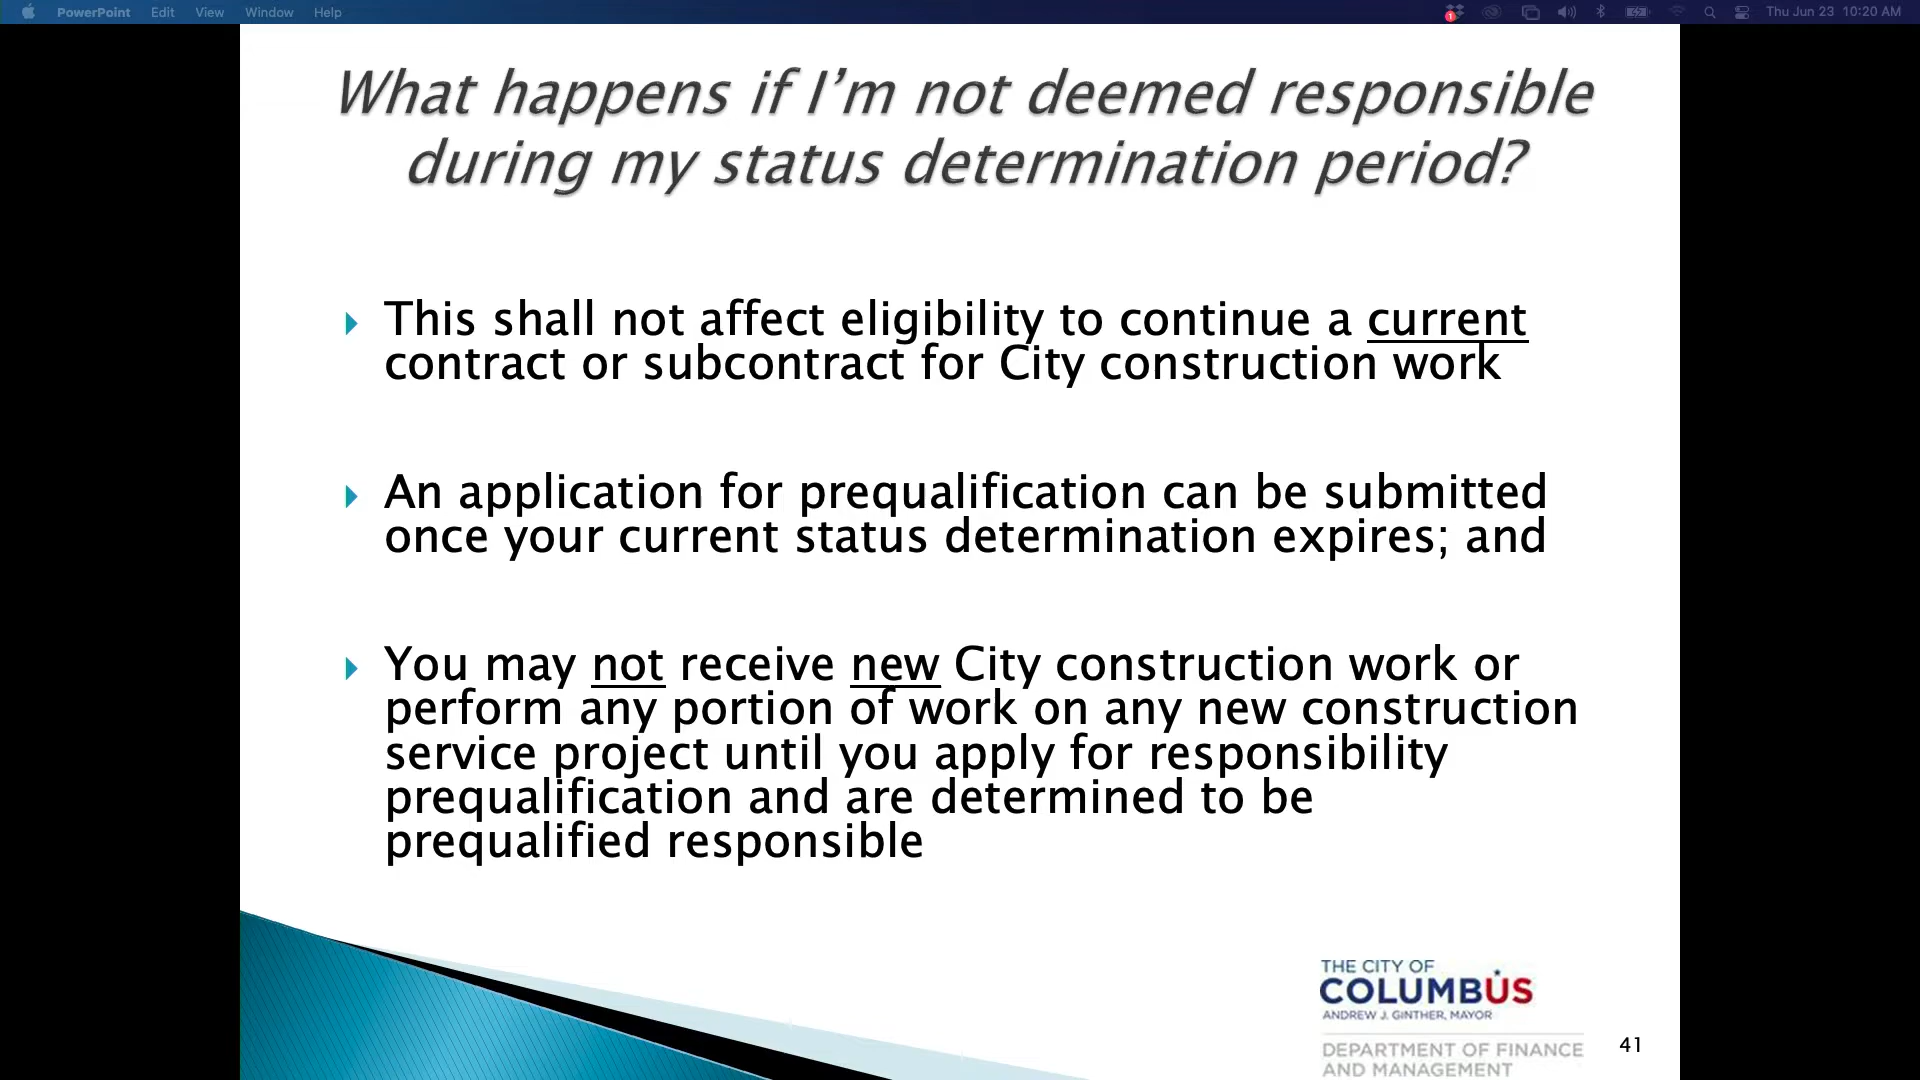 PowerPoint Edit View Window Help
1
Thu Jun 23 10:20 AM
What happens if I'm not deemed responsible
during my status determination period?
This shall not affect eligibility to continue a current
contract or subcontract for City construction work
An application for prequalification can be submitted
once your current status determination expires; and
You may not receive new City construction work or
perform any portion of work on any new construction
service project until you apply for responsibility
prequalification and are determined to be
prequalified responsible
THE CITY OF
COLUMBUS
ANDREW J. GINTHER, MAYOR
DEPARTMENT OF FINANCE
AND MANAGEMENT
41